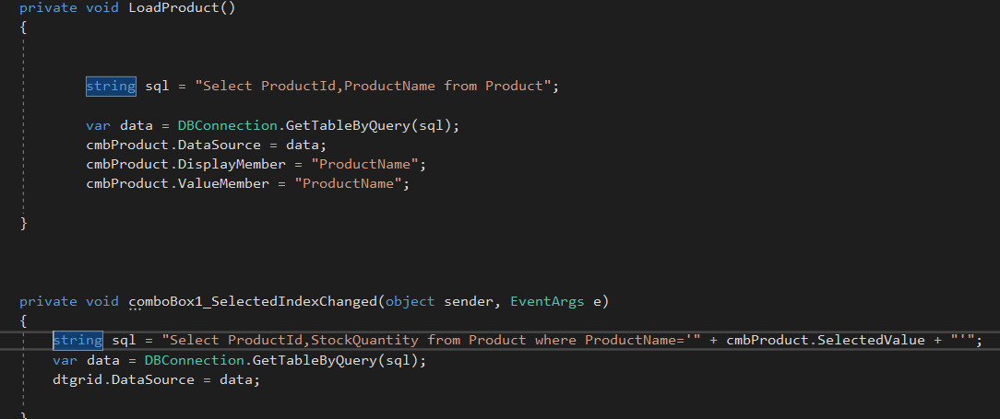 private void LoadProduct()
{
string sql = "Select ProductId,ProductName from Product";
var data = DBConnection.GetTableByQuery(sql);
cmbProduct.DataSource = data;
cmbProduct.DisplayMember = "ProductName";
cmbProduct.ValueMember = "ProductName";
}
private void comboBox1_SelectedIndexChanged(object sender, EventArgs e)
{
string sql = "Select ProductId,StockQuantity from Product where ProductName='" + cmbProduct.SelectedValue + "'";
var data = DBConnection.GetTableByQuery(sql);
dtgrid.DataSource = data;
}